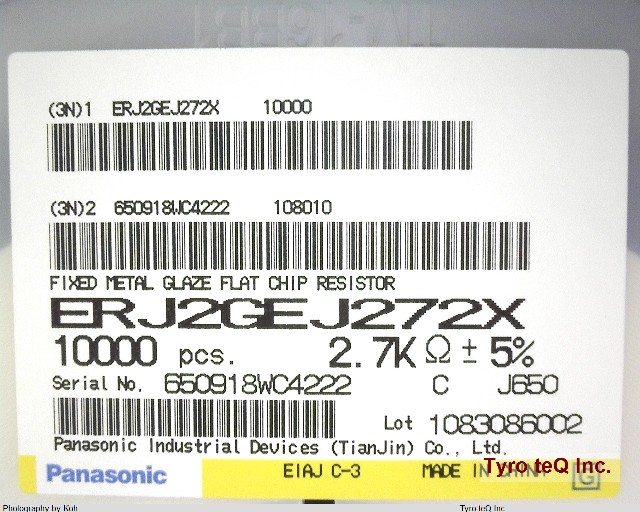 (3N)1 ERJ2GEJ272X 10000
(3N)2 650918WC4222 108010
FIXED METAL GLAZE FLAT CHIP RESISTOR
ERJ2GEJ272X
10000 pcs. 2.7K Ω ± 5%
Serial No. 650918WC4222 C J650
Lot 1083086002
Panasonic Industrial Devices (TianJin) Co., Ltd.
Panasonic EIAJ C-3 MADE IN Tyro teQ Inc.
G
Photography by Koh Tyro teQ Inc